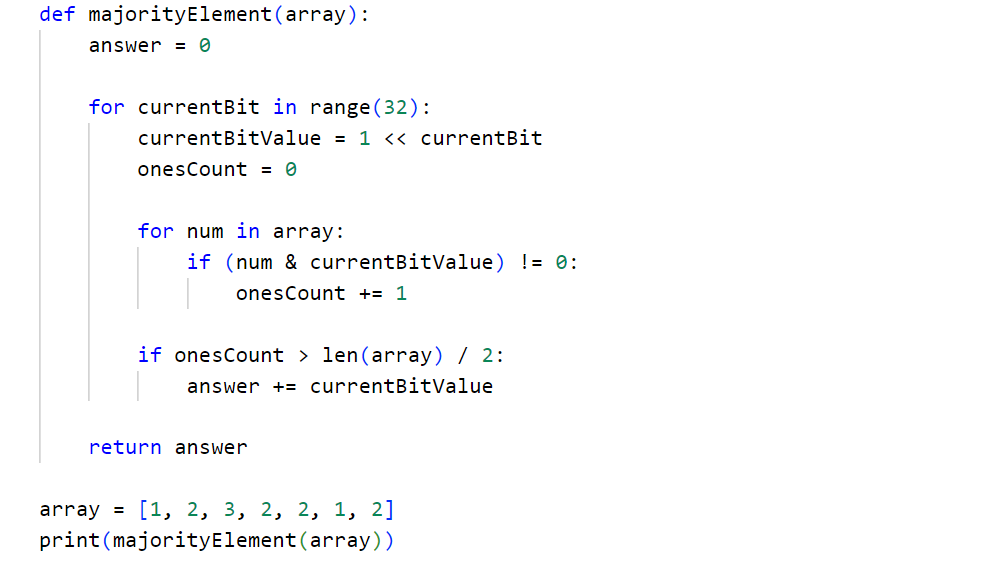 def majorityElement(array):
    answer = 0

    for currentBit in range(32):
        currentBitValue = 1 << currentBit
        onesCount = 0

        for num in array:
            if (num & currentBitValue) != 0:
                onesCount += 1

        if onesCount > len(array) / 2:
            answer += currentBitValue

    return answer

array = [1, 2, 3, 2, 2, 1, 2]
print(majorityElement(array))